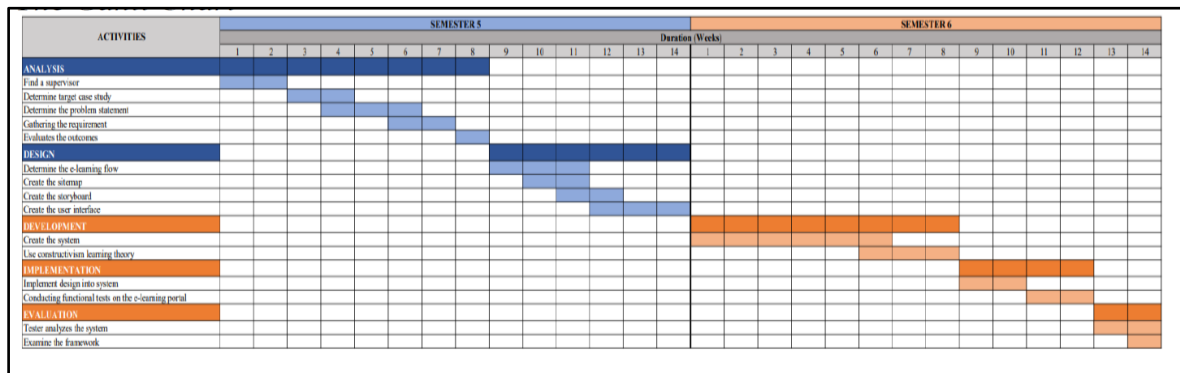 SEMESTER 5 SEMESTER 6
ACTIVITIES
Duration (Weeks)
1 2 3 4 5 6 7 8 9 10 11 12 13 14 1 2 3 4 5 6 7 8 9 10 11 12 13 14
ANALYSIS
Find a supervisor
Determine target case study
Determine the problem statement
Gathering the requirement
Evaluates the outcomes
DESIGN
Determine the e-learning flow
Create the sitemap
Create the storyboard
Create the user interface
DEVELOPMENT
Create the system
Use constructivism learning theory
IMPLEMENTATION
Implement design into system
Conducting functional tests on the e-learning portal
EVALUATION
Tester analyzes the system
Examine the framework